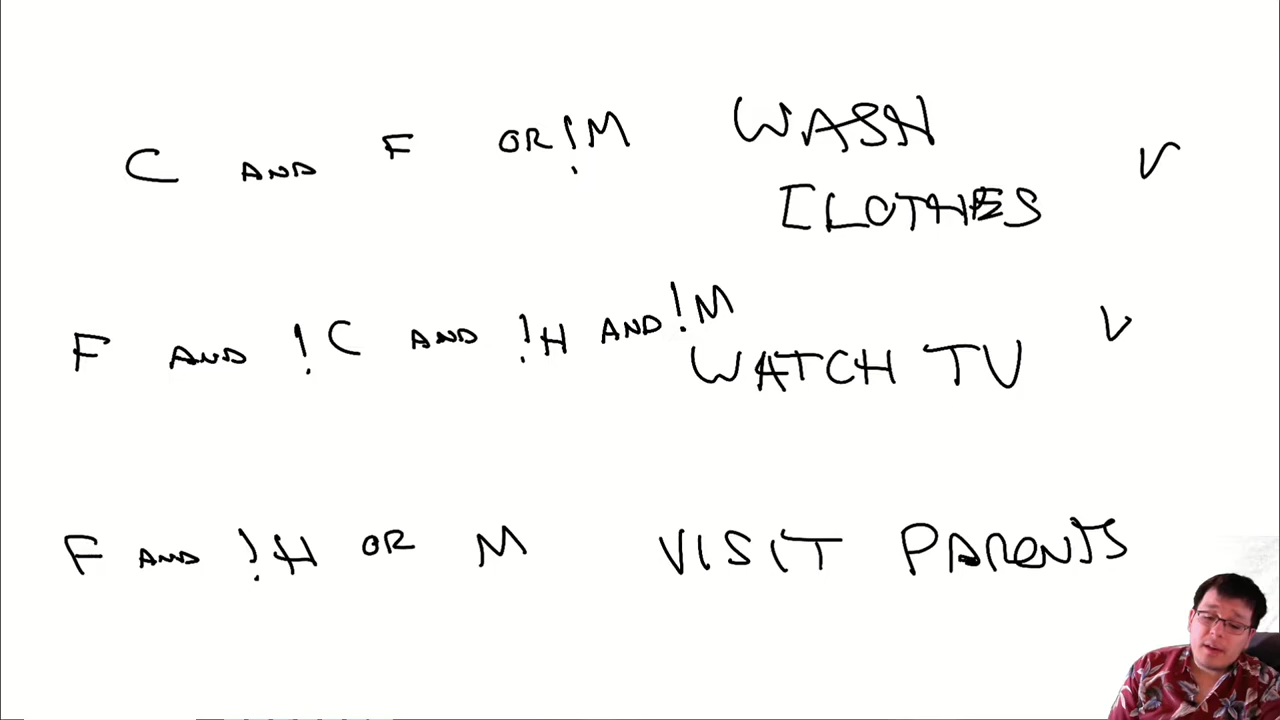 C AND F OR !M WASH
CLOTHES
F AND !C AND !H AND !M
WATCH TV
F AND !H OR M VISIT PARENTS